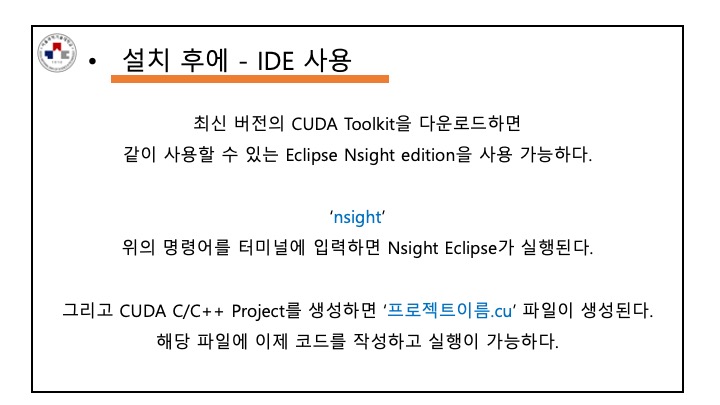 • 설치 후에 - IDE 사용
최신 버전의 CUDA Toolkit을 다운로드하면
같이 사용할 수 있는 Eclipse Nsight edition을 사용 가능하다.
‘nsight’
위의 명령어를 터미널에 입력하면 Nsight Eclipse가 실행된다.
그리고 CUDA C/C++ Project를 생성하면 ‘프로젝트이름.cu’ 파일이 생성된다.
해당 파일에 이제 코드를 작성하고 실행이 가능하다.